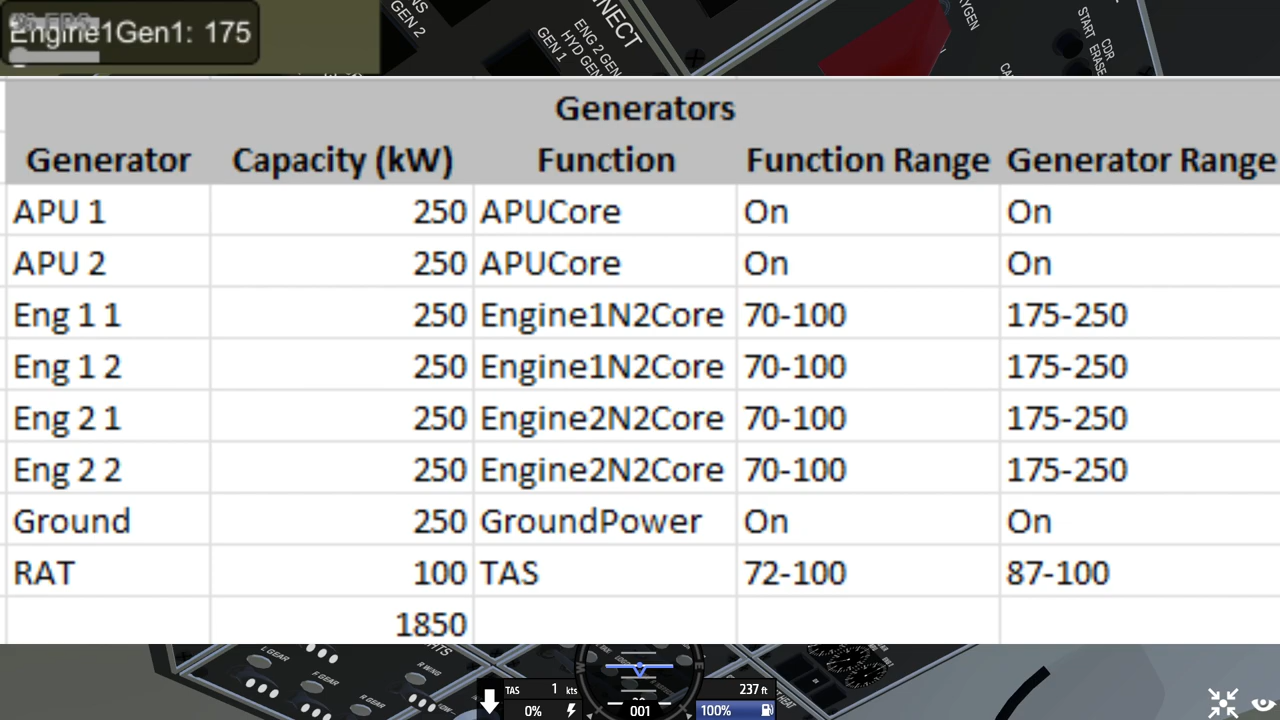 Engine1Gen1: 175
GEN 2
GEN 1
ENG 2 GEN
HYD GEN
START
COR
ERASE
Generators
Generator Capacity (kW) Function Function Range Generator Range
APU 1 250 APUCore On On
APU 2 250 APUCore On On
Eng 1 1 250 Engine1N2Core 70-100 175-250
Eng 1 2 250 Engine1N2Core 70-100 175-250
Eng 2 1 250 Engine2N2Core 70-100 175-250
Eng 2 2 250 Engine2N2Core 70-100 175-250
Ground 250 GroundPower On On
RAT 100 TAS 72-100 87-100
1850
L GEAR
F GEAR
R GEAR
R WING
TAS 1 kts
0%
001
237 ft
100%